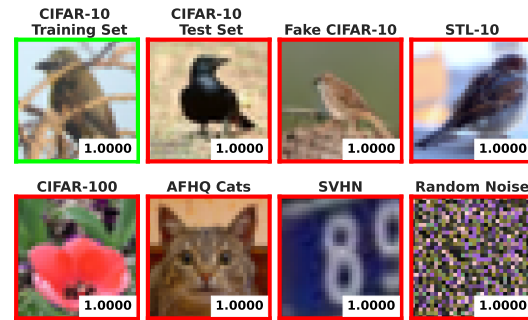 CIFAR-10
Training Set
CIFAR-10
Test Set
Fake CIFAR-10
STL-10
1.0000
1.0000
1.0000
1.0000
CIFAR-100
AFHQ Cats
SVHN
Random Noise
89
1.0000
1.0000
1.0000
1.0000